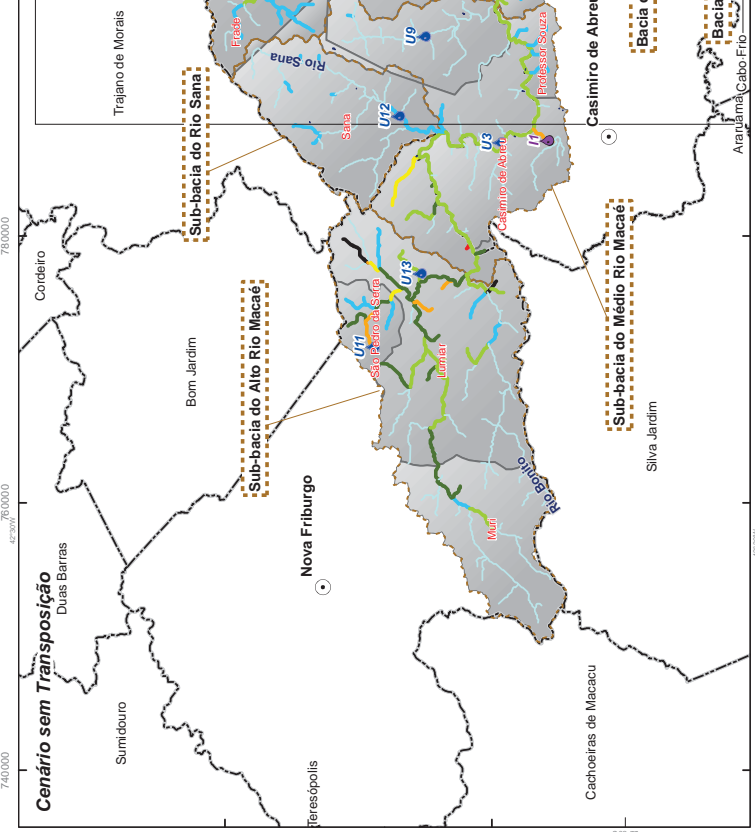 Cenário sem Transposição
740000
760000
780000
42°30'W
Duas Barras
Sumidouro
Teresópolis
Cachoeiras de Macacu
Nova Friburgo
Bom Jardim
Cordeiro
Trajano de Morais
Silva Jardim
Casimiro de Abreu
Araruama
Cabo-Frio
Sub-bacia do Alto Rio Macaé
Sub-bacia do Rio Sana
Sub-bacia do Médio Rio Macaé
Bacia
Rio Bonito
Rio Sana
Muri
Lumiar
São Pedro da Serra
Casimiro de Abreu
Professor Souza
Sana
Frade
U11
U13
U12
U9
U3
I1